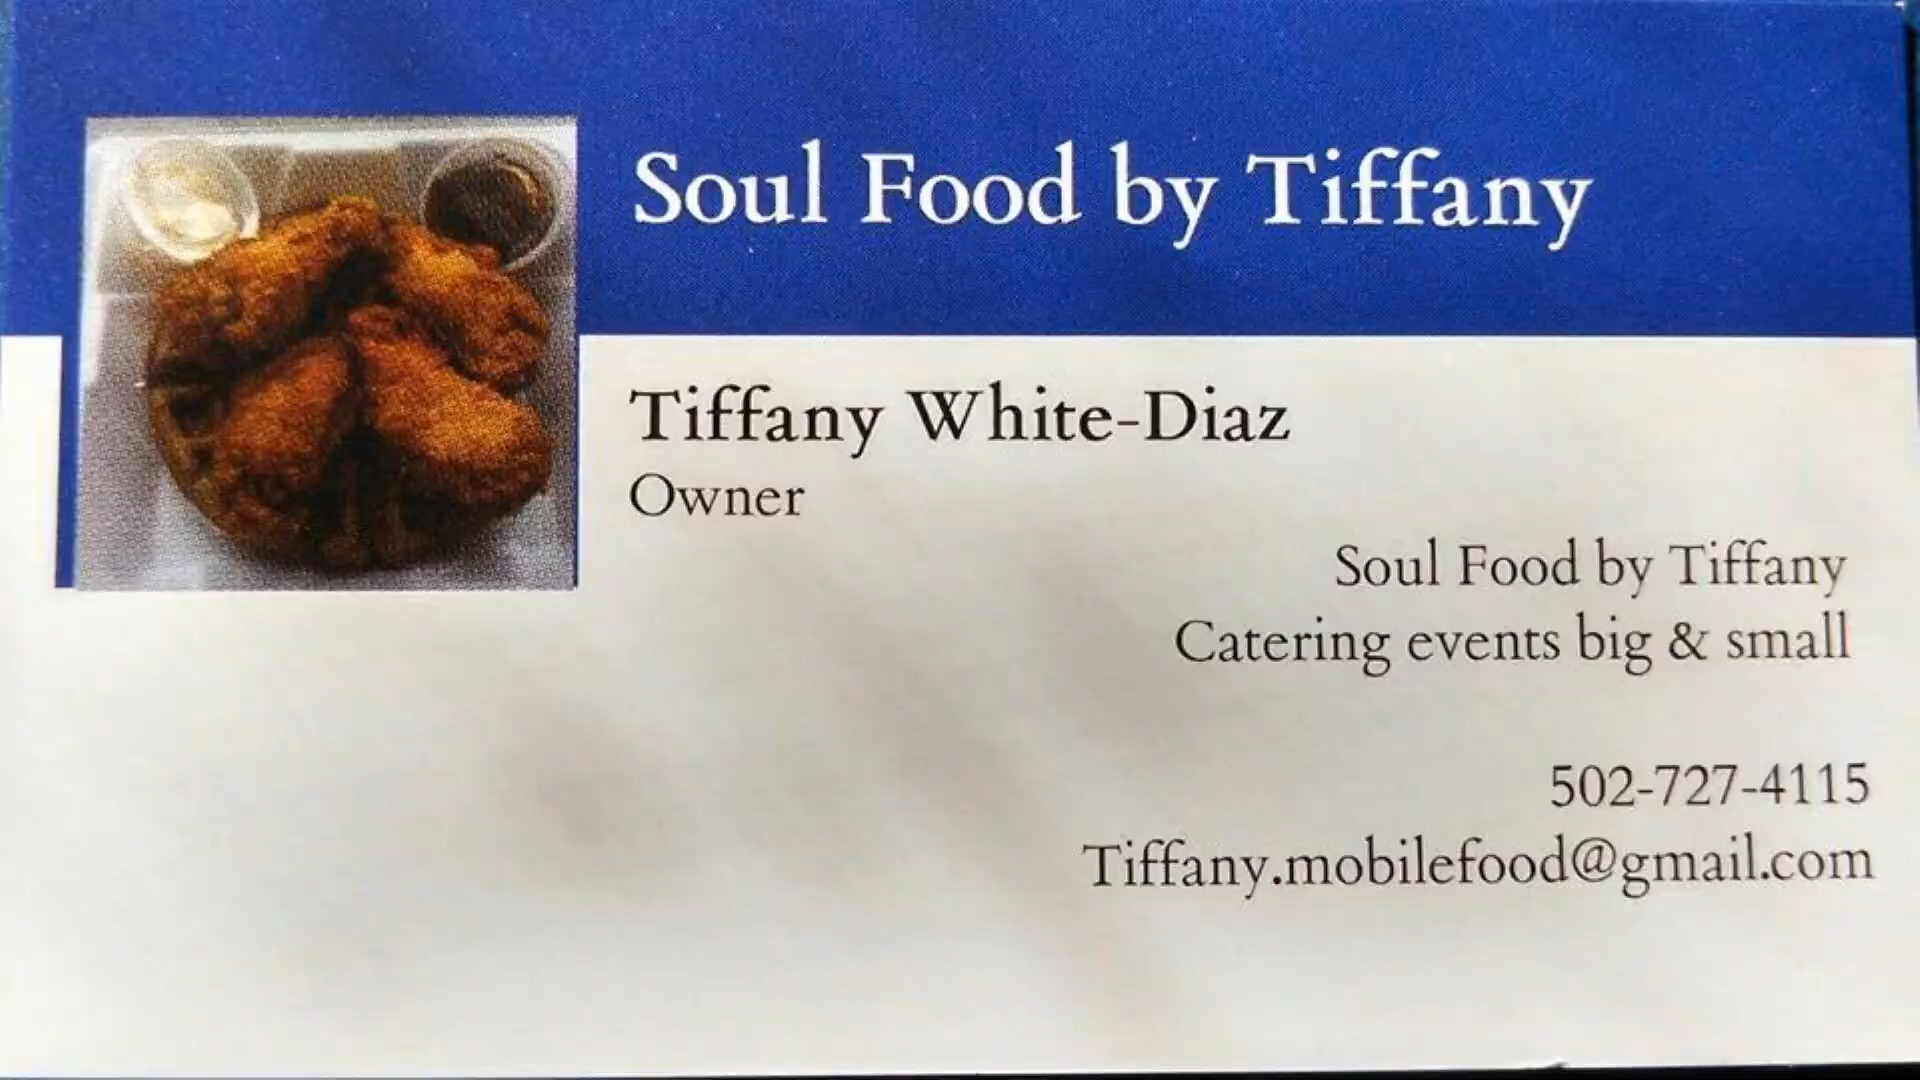 Soul Food by Tiffany
Tiffany White-Diaz
Owner
Soul Food by Tiffany
Catering events big & small
502-727-4115
Tiffany.mobilefood@gmail.com